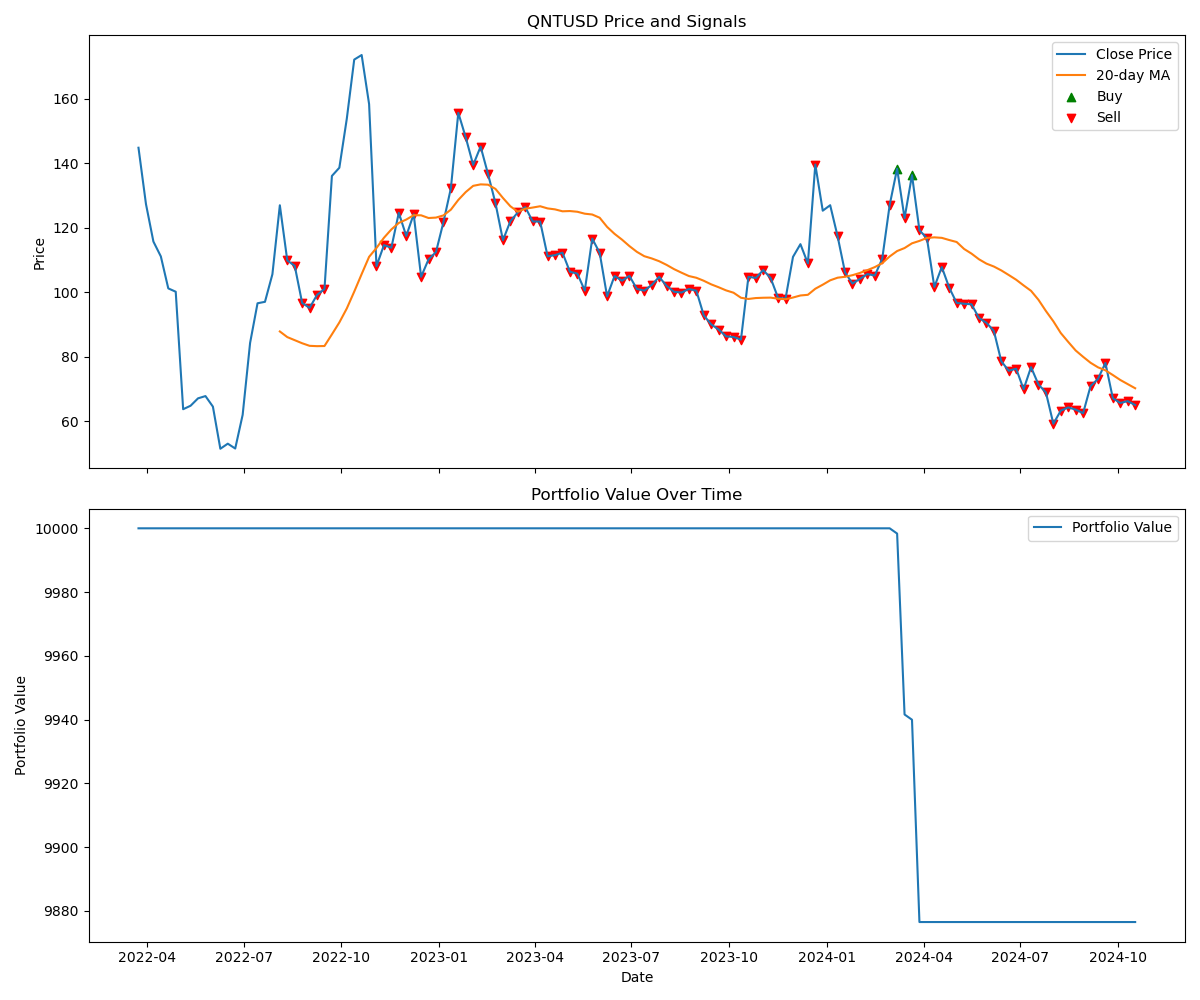 QNTUSD Price and Signals
Close Price
20-day MA
Buy
Sell
Price
160
140
120
100
80
60
Portfolio Value Over Time
Portfolio Value
Portfolio Value
10000
9980
9960
9940
9920
9900
9880
2022-04 2022-07 2022-10 2023-01 2023-04 2023-07 2023-10 2024-01 2024-04 2024-07 2024-10
Date